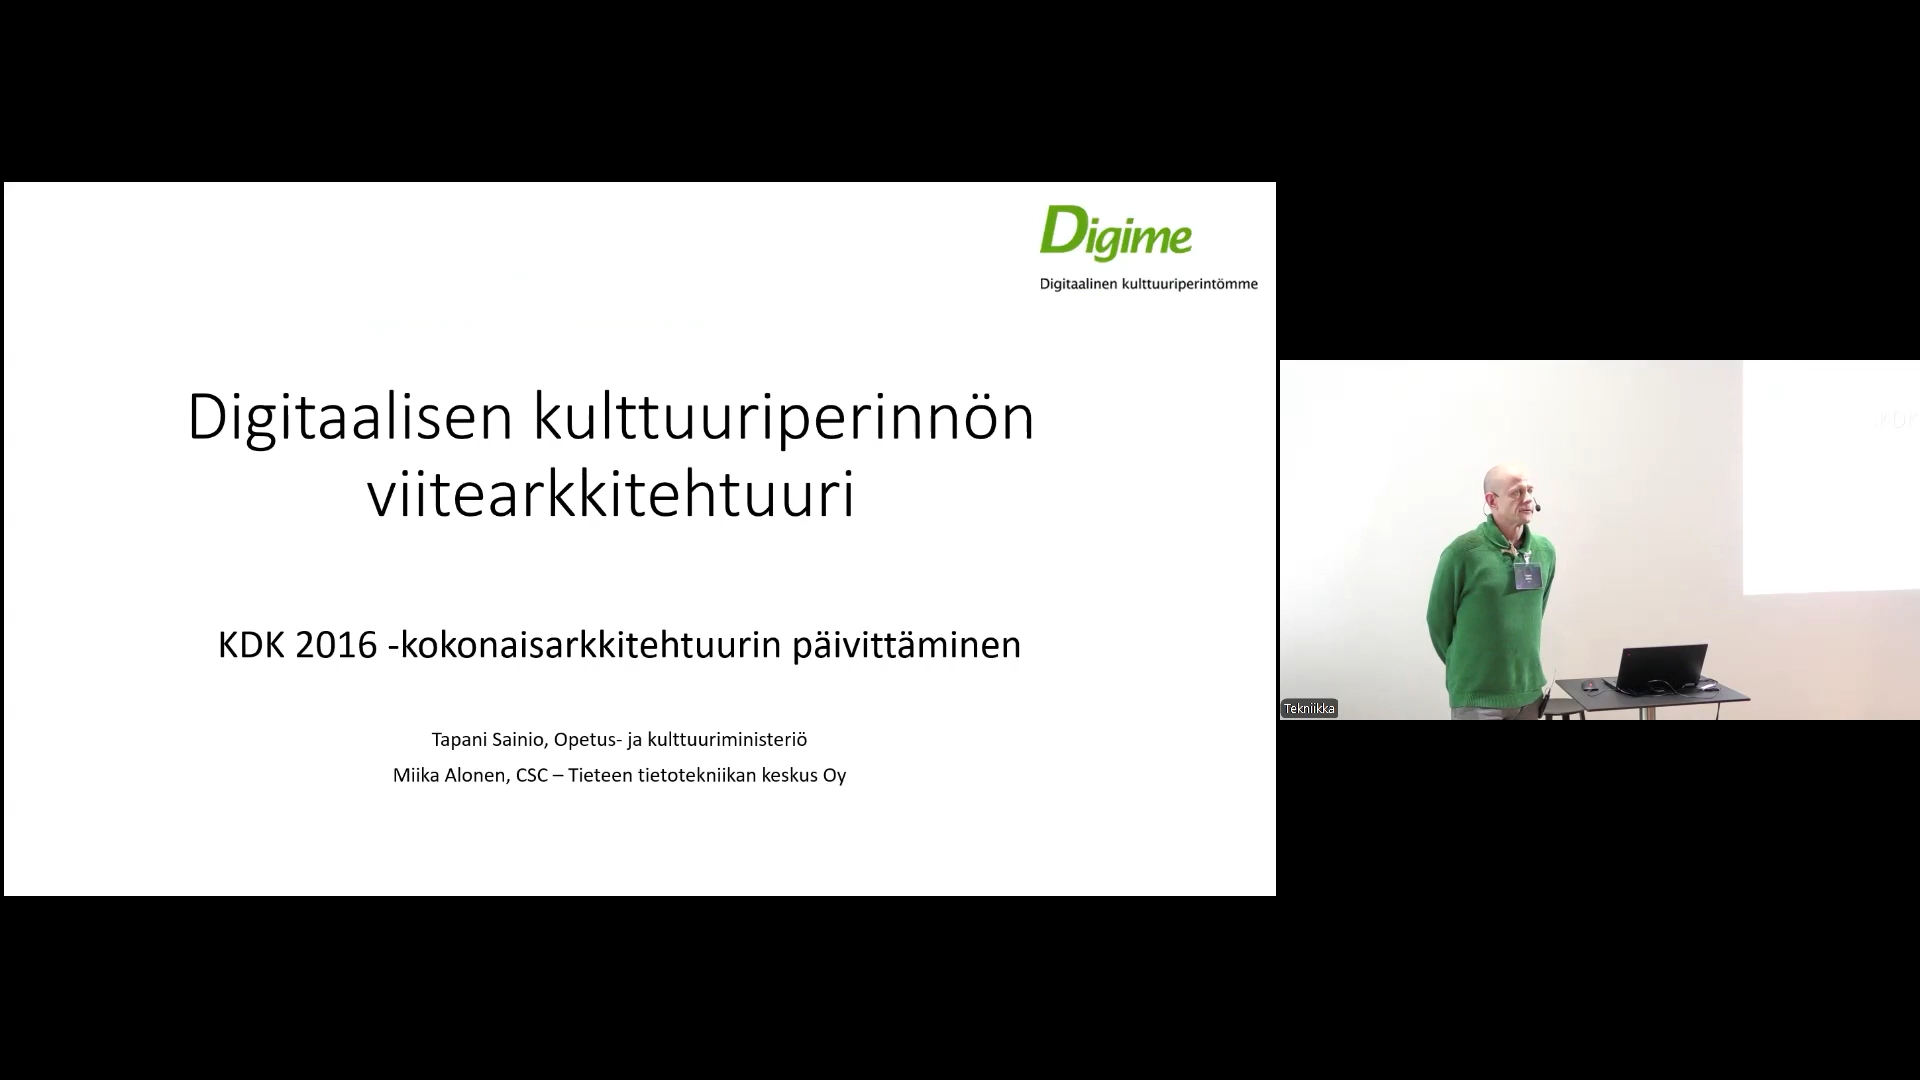 Digime
Digitaalinen kulttuuriperintömme
Digitaalisen kulttuuriperinnön
viitearkkitehtuuri
KDK 2016 -kokonaisarkkitehtuurin päivittäminen
Tapani Sainio, Opetus- ja kulttuuriministeriö
Miika Alonen, CSC – Tieteen tietotekniikan keskus Oy
KDK
Tekniikka